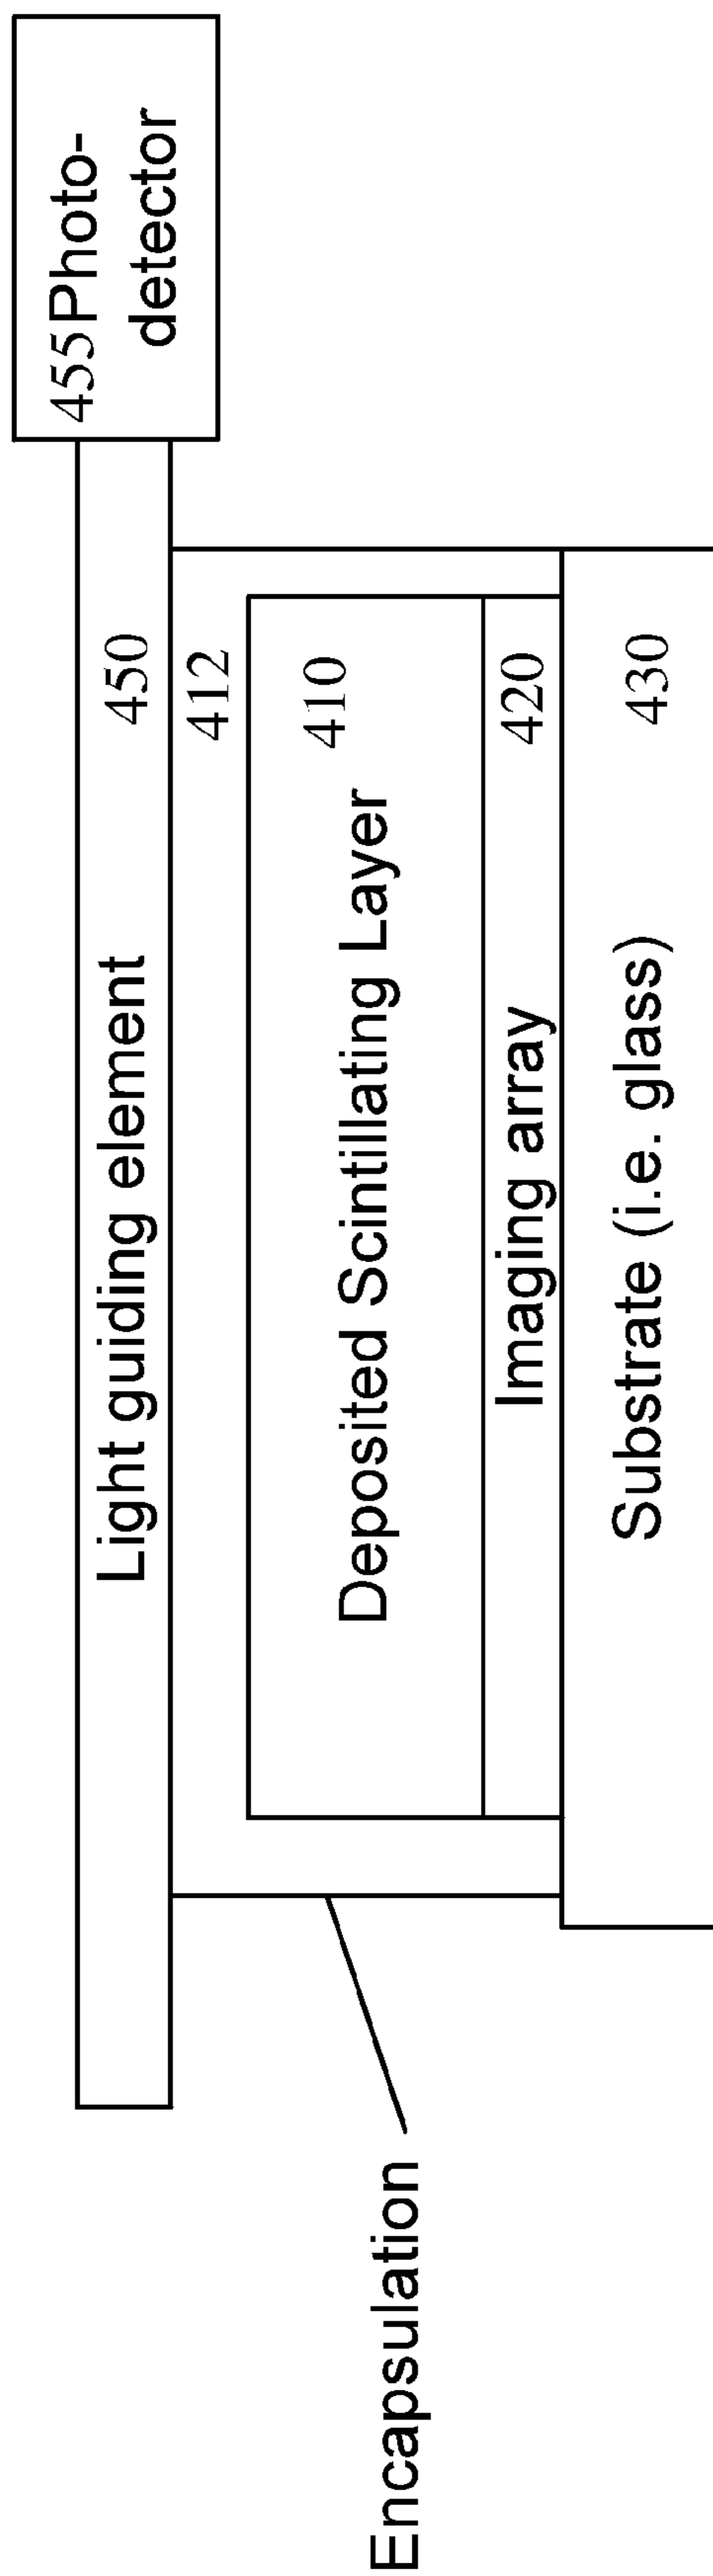 455Photo-
detector
Light guiding element 450
412
Deposited Scintillating Layer 410
Imaging array 420
Substrate (i.e. glass) 430
Encapsulation